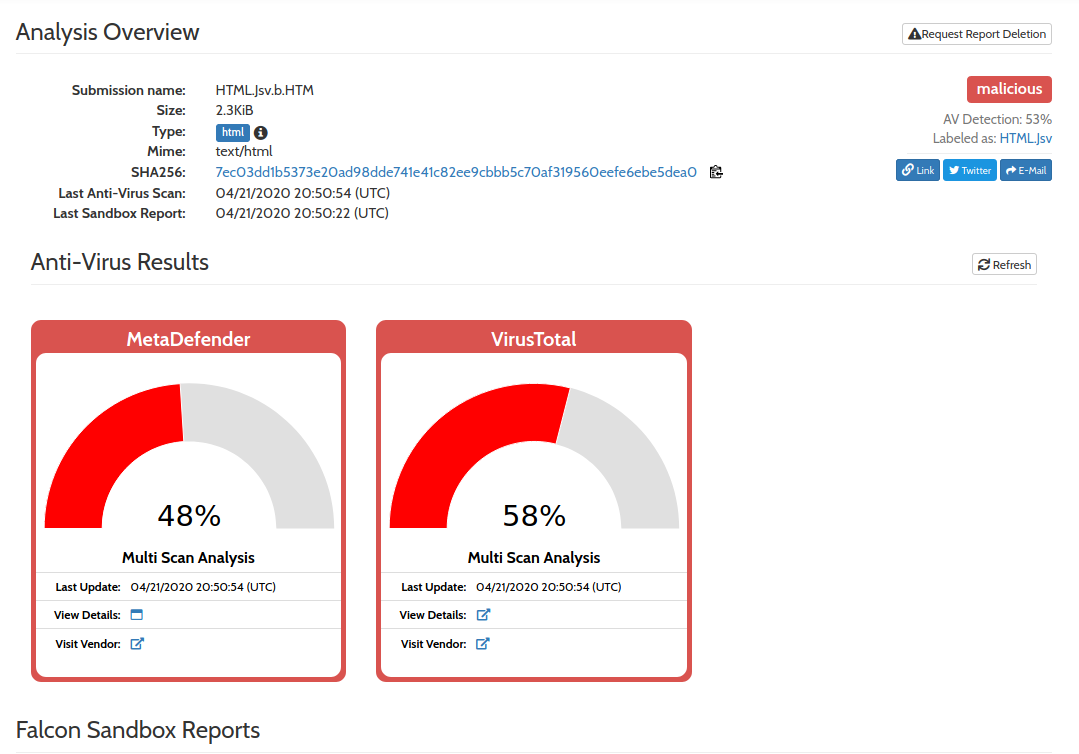 Analysis Overview
Request Report Deletion
Submission name: HTML.Jsv.b.HTM
Size: 2.3KiB
Type: html
Mime: text/html
SHA256: 7ec03dd1b5373e20ad98dde741e41c82ee9cbbb5c70af319560eefe6ebe5dea0
Last Anti-Virus Scan: 04/21/2020 20:50:54 (UTC)
Last Sandbox Report: 04/21/2020 20:50:22 (UTC)
malicious
AV Detection: 53%
Labeled as: HTML.Jsv
Link Twitter E-Mail
Anti-Virus Results
Refresh
MetaDefender
48%
Multi Scan Analysis
Last Update: 04/21/2020 20:50:54 (UTC)
View Details:
Visit Vendor:
VirusTotal
58%
Multi Scan Analysis
Last Update: 04/21/2020 20:50:54 (UTC)
View Details:
Visit Vendor:
Falcon Sandbox Reports